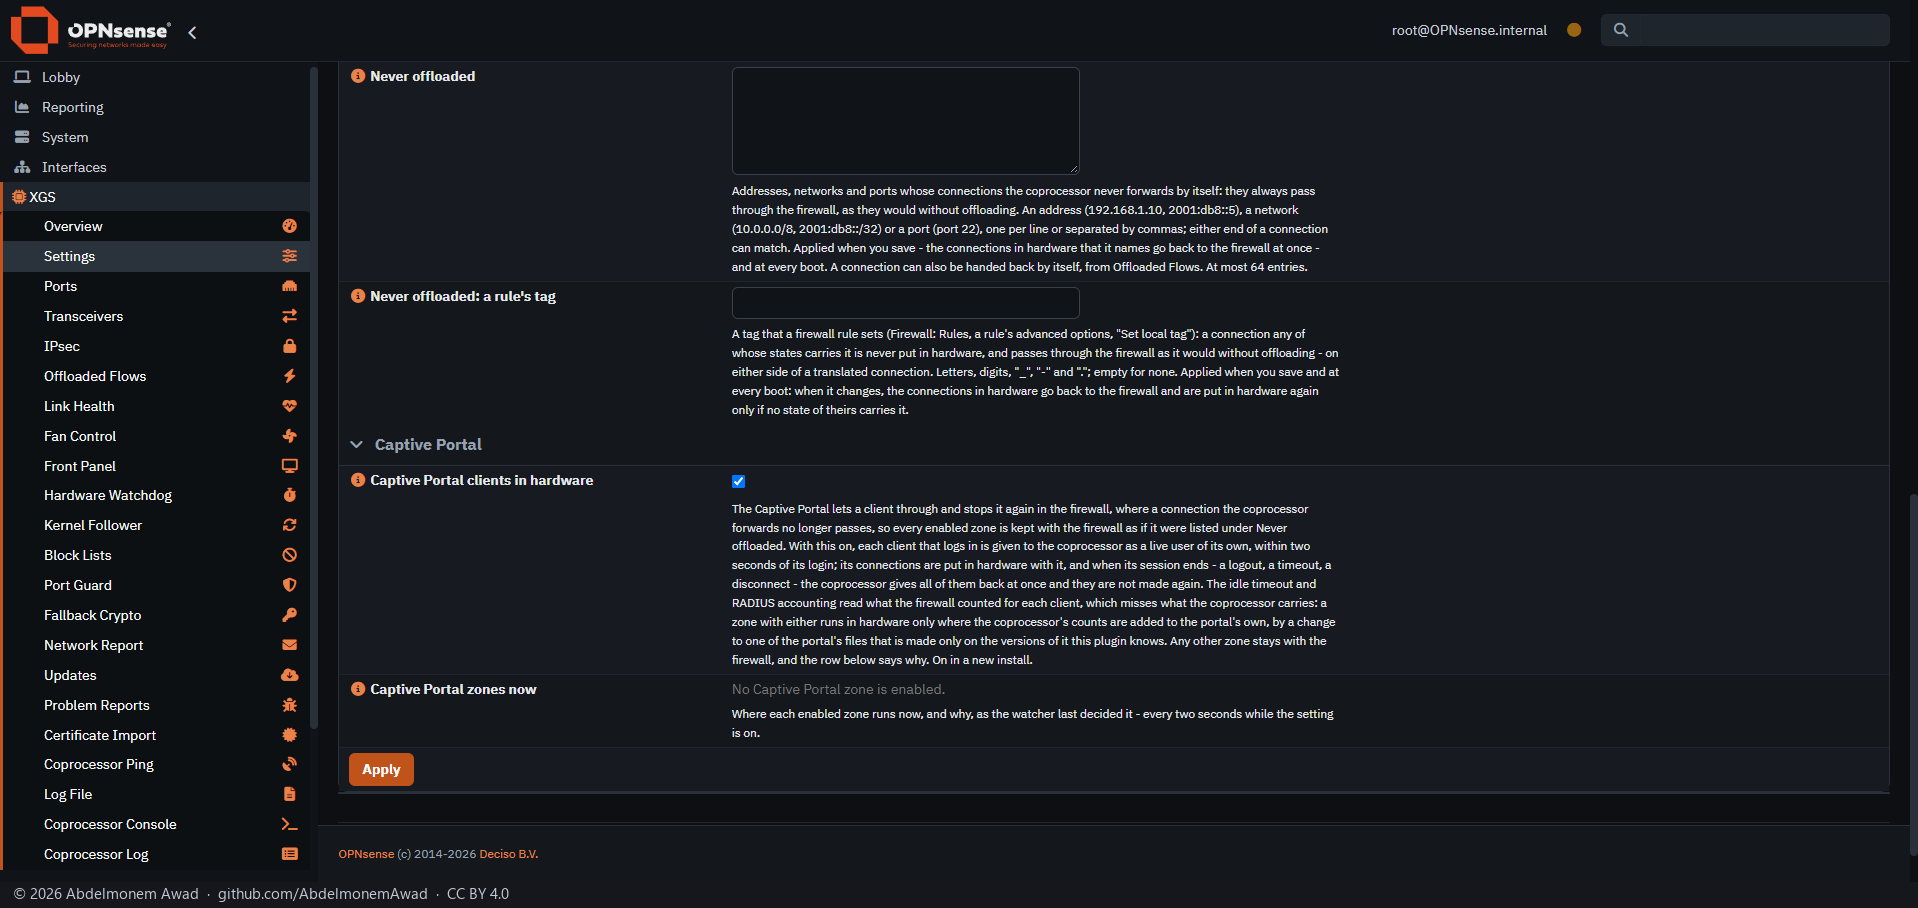 OPNsense
Securing networks made easy
root@OPNsense.internal
Lobby
Reporting
System
Interfaces
XGS
Overview
Settings
Ports
Transceivers
IPsec
Offloaded Flows
Link Health
Fan Control
Front Panel
Hardware Watchdog
Kernel Follower
Block Lists
Port Guard
Fallback Crypto
Network Report
Updates
Problem Reports
Certificate Import
Coprocessor Ping
Log File
Coprocessor Console
Coprocessor Log
Never offloaded
Addresses, networks and ports whose connections the coprocessor never forwards by itself: they always pass
through the firewall, as they would without offloading. An address (192.168.1.10, 2001:db8::5), a network
(10.0.0.0/8, 2001:db8::/32) or a port (port 22), one per line or separated by commas; either end of a connection
can match. Applied when you save - the connections in hardware that it names go back to the firewall at once -
and at every boot. A connection can also be handed back by itself, from Offloaded Flows. At most 64 entries.
Never offloaded: a rule's tag
A tag that a firewall rule sets (Firewall: Rules, a rule's advanced options, "Set local tag"): a connection any of
whose states carries it is never put in hardware, and passes through the firewall as it would without offloading - on
either side of a translated connection. Letters, digits, "_", "-" and "."; empty for none. Applied when you save and at
every boot: when it changes, the connections in hardware go back to the firewall and are put in hardware again
only if no state of theirs carries it.
Captive Portal
Captive Portal clients in hardware
The Captive Portal lets a client through and stops it again in the firewall, where a connection the coprocessor
forwards no longer passes, so every enabled zone is kept with the firewall as if it were listed under Never
offloaded. With this on, each client that logs in is given to the coprocessor as a live user of its own, within two
seconds of its login; its connections are put in hardware with it, and when its session ends - a logout, a timeout, a
disconnect - the coprocessor gives all of them back at once and they are not made again. The idle timeout and
RADIUS accounting read what the firewall counted for each client, which misses what the coprocessor carries: a
zone with either runs in hardware only where the coprocessor's counts are added to the portal's own, by a change
to one of the portal's files that is made only on the versions of it this plugin knows. Any other zone stays with the
firewall, and the row below says why. On in a new install.
Captive Portal zones now
No Captive Portal zone is enabled.
Where each enabled zone runs now, and why, as the watcher last decided it - every two seconds while the setting
is on.
Apply
OPNsense (c) 2014-2026 Deciso B.V.
© 2026 Abdelmonem Awad · github.com/AbdelmonemAwad · CC BY 4.0